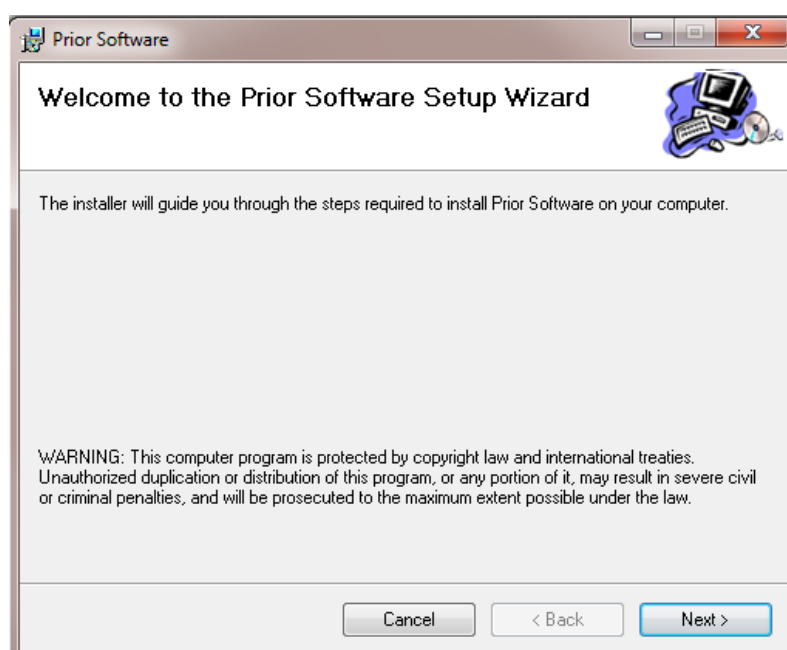 Prior Software
Welcome to the Prior Software Setup Wizard
The installer will guide you through the steps required to install Prior Software on your computer.
WARNING: This computer program is protected by copyright law and international treaties.
Unauthorized duplication or distribution of this program, or any portion of it, may result in severe civil
or criminal penalties, and will be prosecuted to the maximum extent possible under the law.
Cancel
< Back
Next >